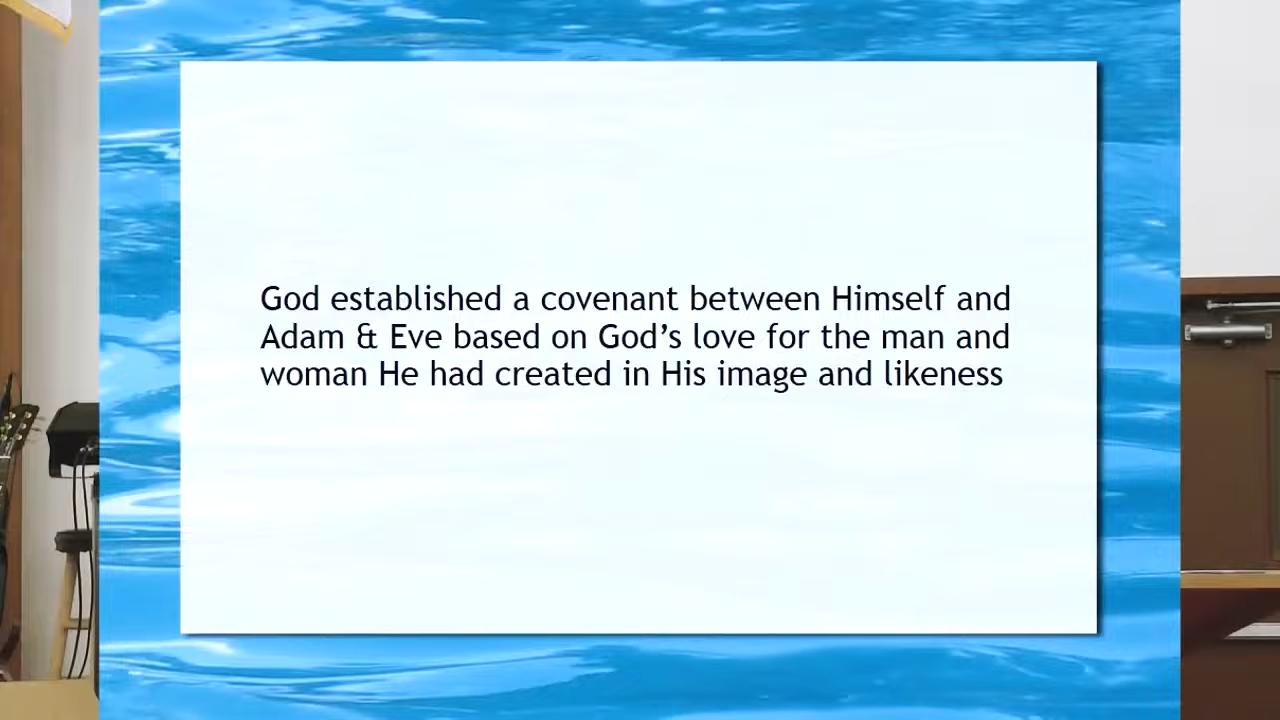 God established a covenant between Himself and
Adam & Eve based on God’s love for the man and
woman He had created in His image and likeness